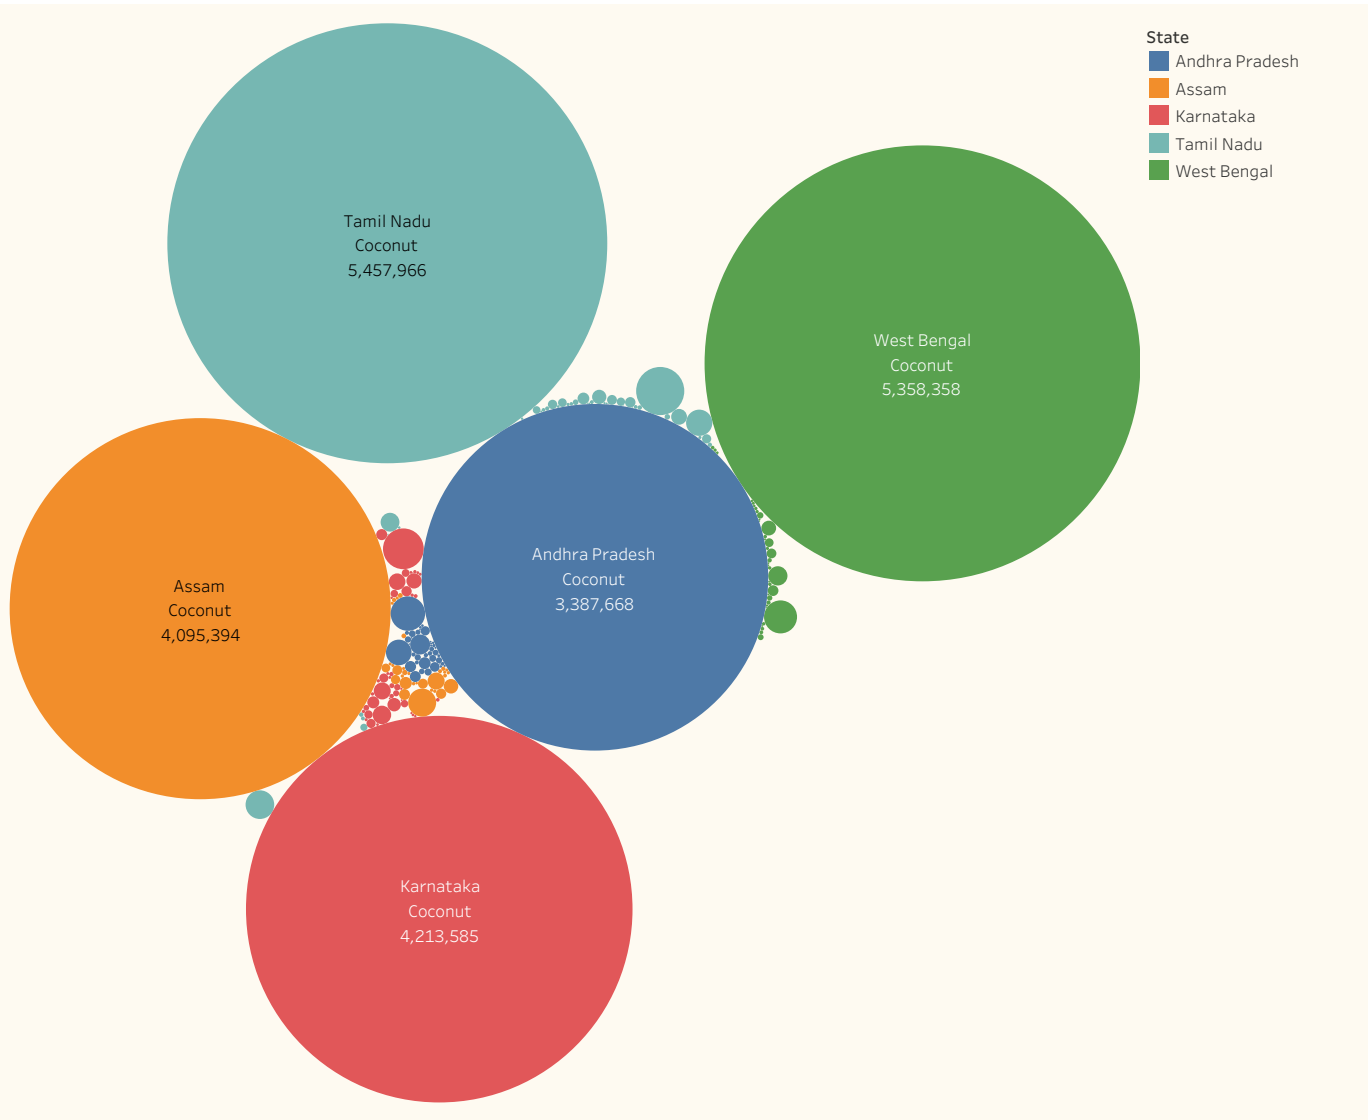 State
Andhra Pradesh
Assam
Karnataka
Tamil Nadu
West Bengal
Tamil Nadu
Coconut
5,457,966
West Bengal
Coconut
5,358,358
Andhra Pradesh
Coconut
3,387,668
Assam
Coconut
4,095,394
Karnataka
Coconut
4,213,585